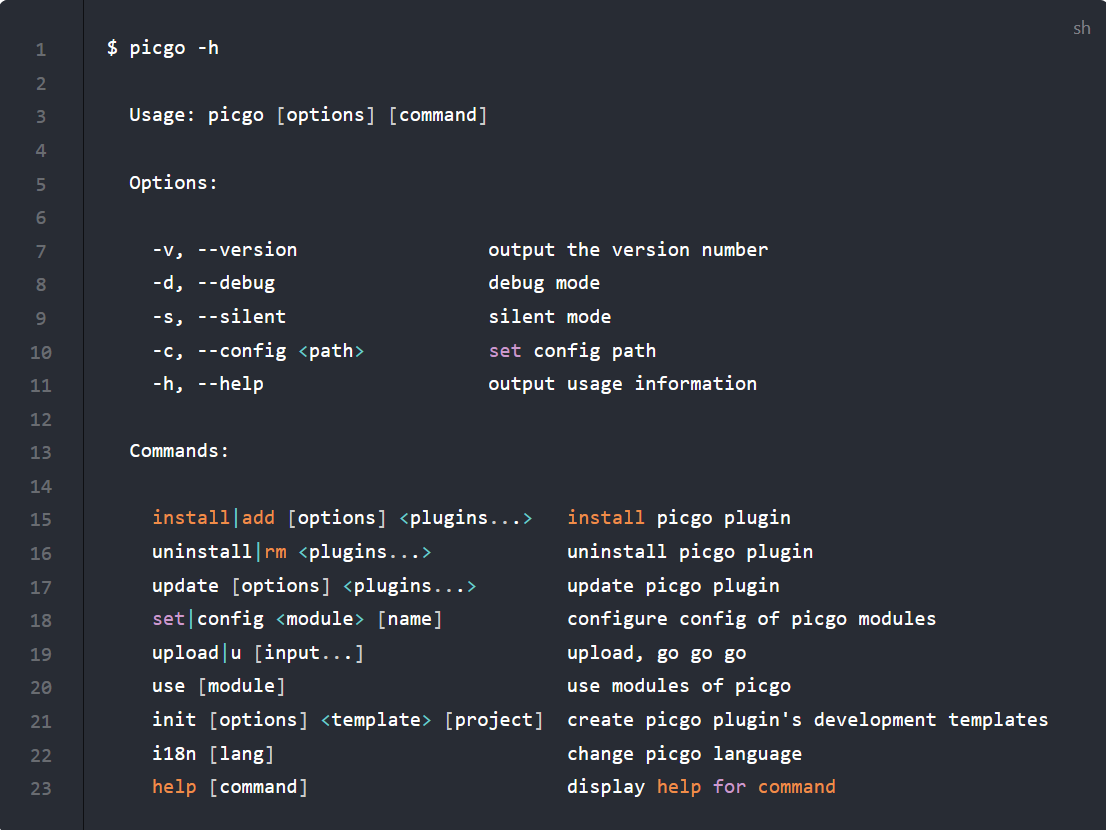 sh
1 $ picgo -h
2
3 Usage: picgo [options] [command]
4
5 Options:
6
7 -v, --version output the version number
8 -d, --debug debug mode
9 -s, --silent silent mode
10 -c, --config <path> set config path
11 -h, --help output usage information
12
13 Commands:
14
15 install|add [options] <plugins...> install picgo plugin
16 uninstall|rm <plugins...> uninstall picgo plugin
17 update [options] <plugins...> update picgo plugin
18 set|config <module> [name] configure config of picgo modules
19 upload|u [input...] upload, go go go
20 use [module] use modules of picgo
21 init [options] <template> [project] create picgo plugin's development templates
22 i18n [lang] change picgo language
23 help [command] display help for command